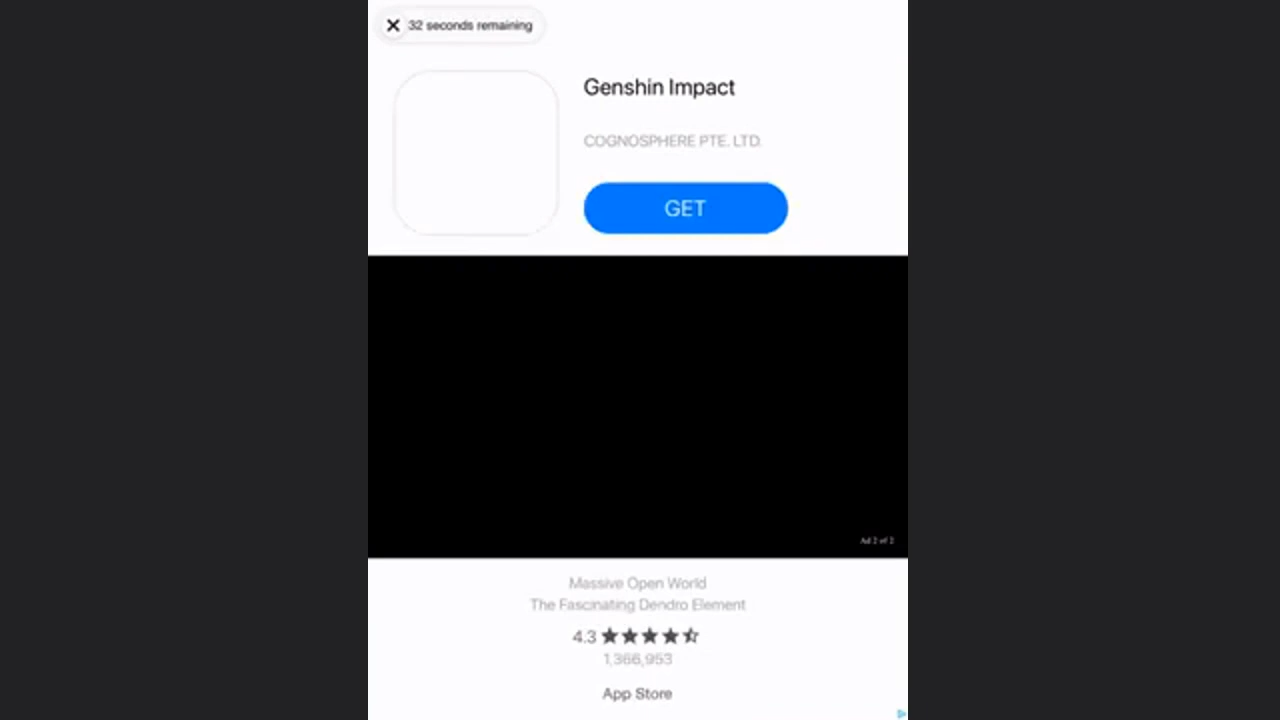 32 seconds remaining
Genshin Impact
COGNOSPHERE PTE. LTD.
GET
Ad 2 of 2
Massive Open World
The Fascinating Dendro Element
4.3
1,366,953
App Store